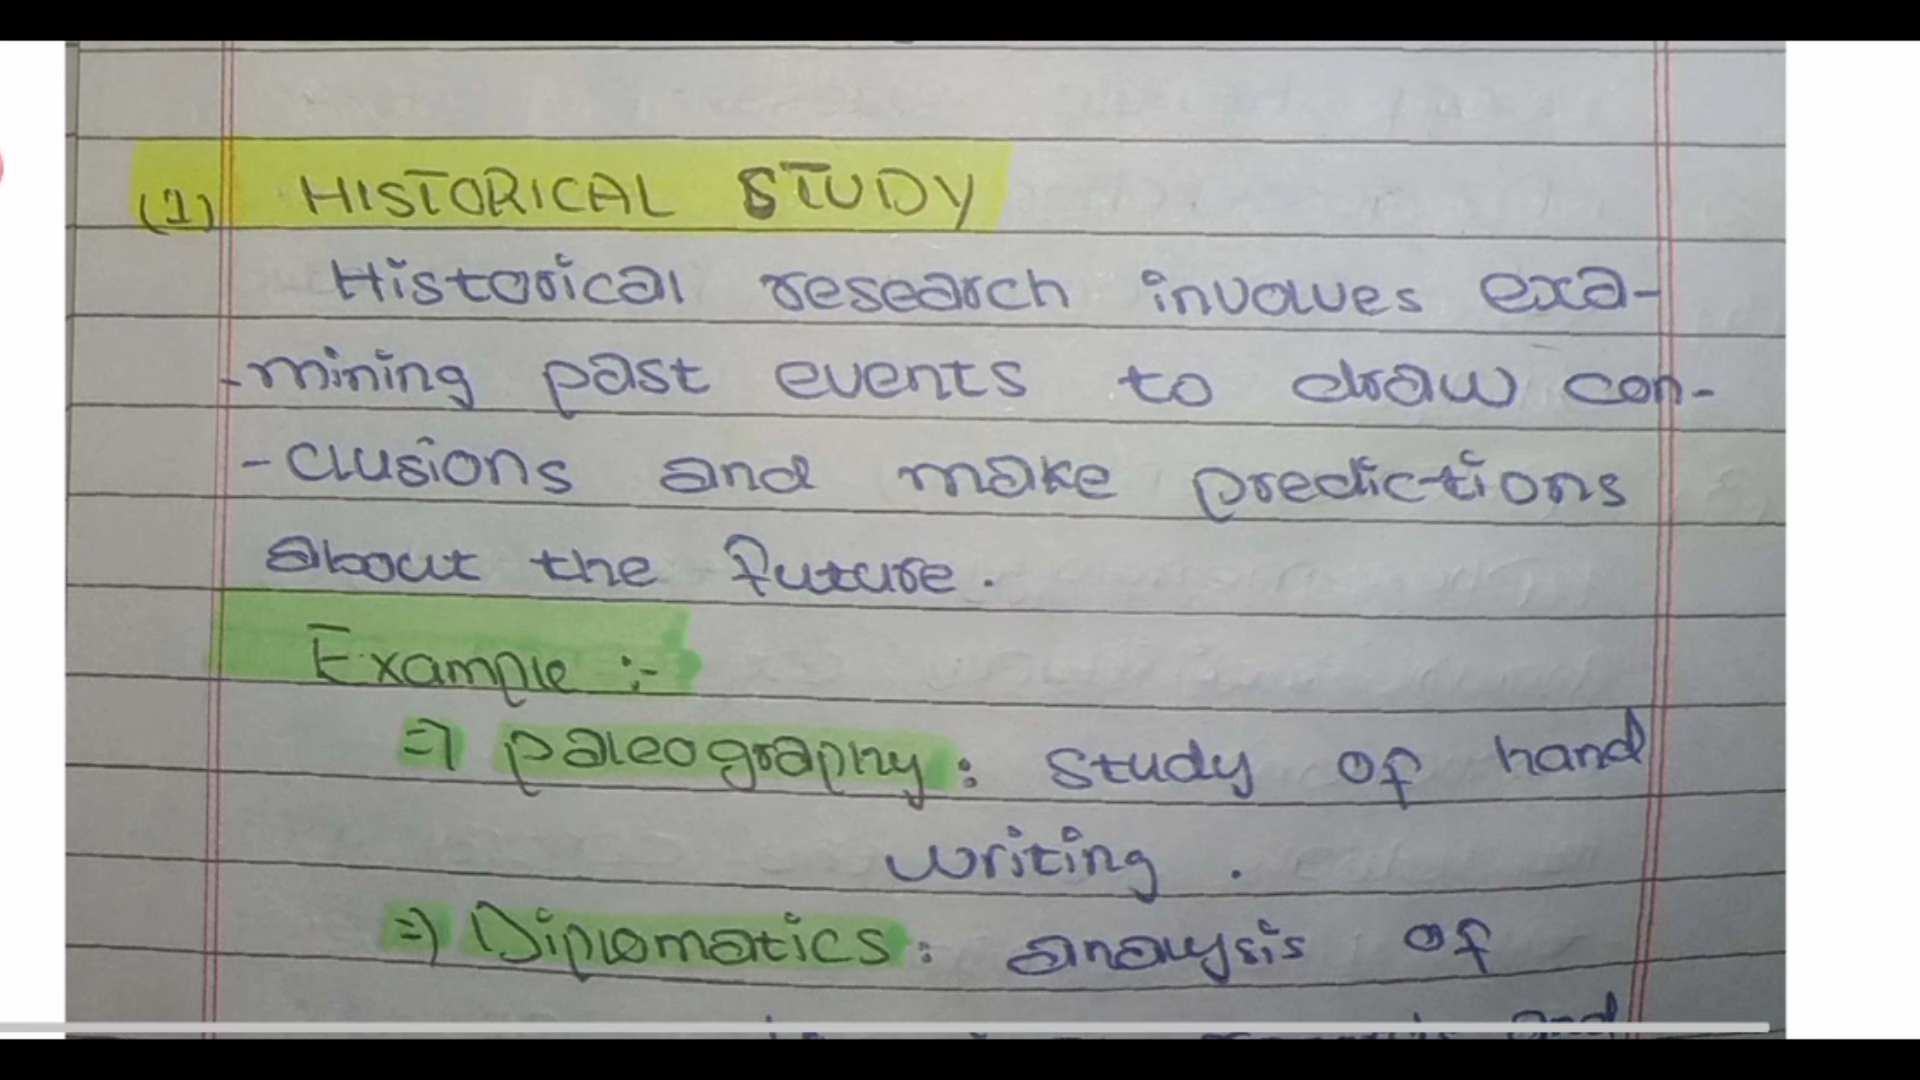 (1) HISTORICAL STUDY
Historical research involves exa-
-mining past events to draw con-
-clusions and make predictions
about the future.
Example :-
=> paleography: study of hand
writing.
=> Diplomatics: analysis of
and